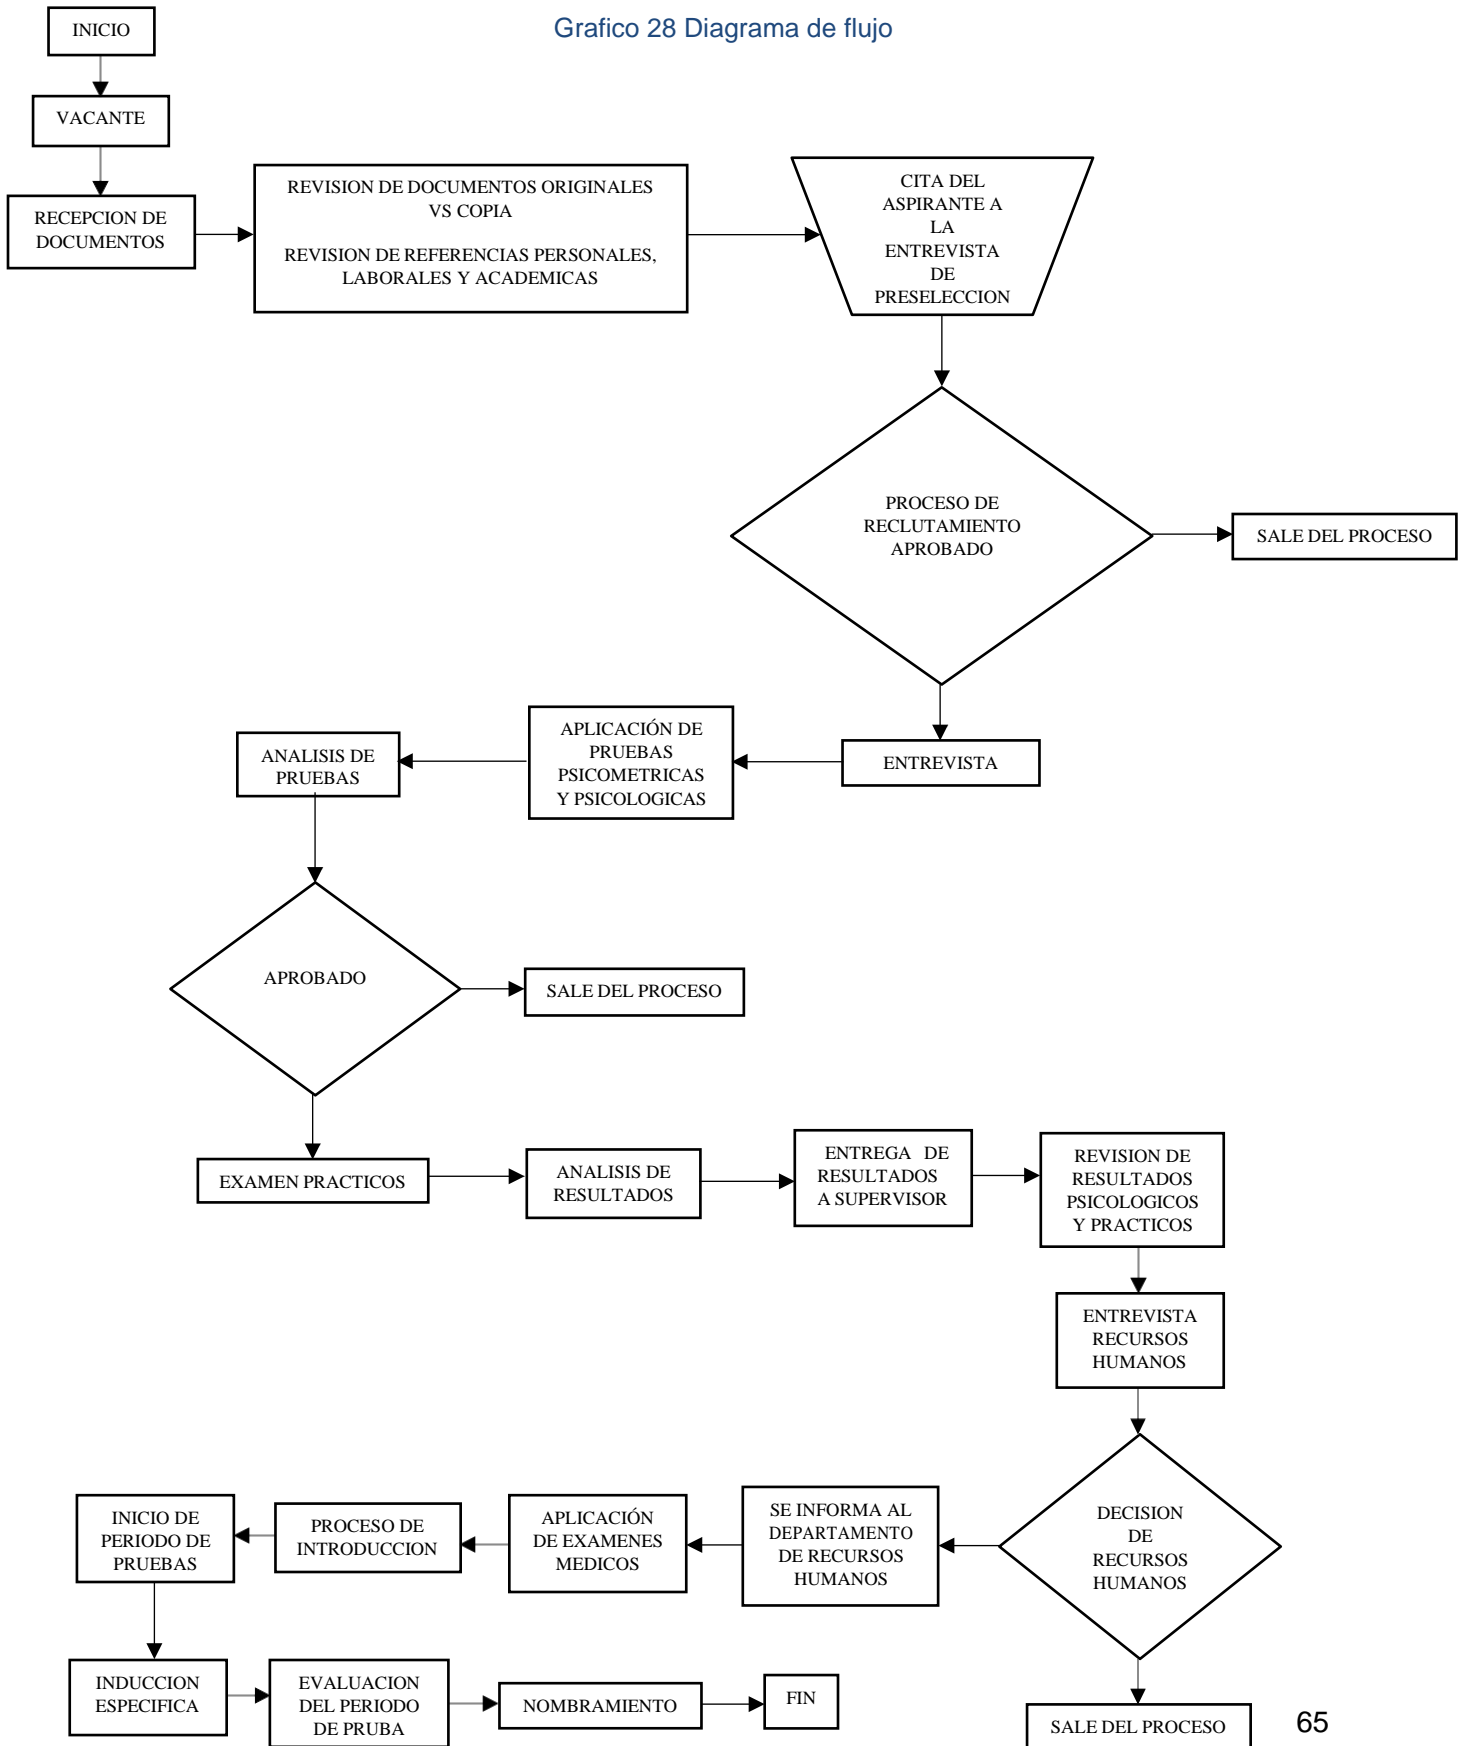 Grafico 28 Diagrama de flujo
INICIO
VACANTE
RECEPCION DE
DOCUMENTOS
REVISION DE DOCUMENTOS ORIGINALES
VS COPIA
REVISION DE REFERENCIAS PERSONALES,
LABORALES Y ACADEMICAS
CITA DEL
ASPIRANTE A
LA
ENTREVISTA
DE
PRESELECCION
PROCESO DE
RECLUTAMIENTO
APROBADO
SALE DEL PROCESO
ENTREVISTA
APLICACIÓN DE
PRUEBAS
PSICOMETRICAS
Y PSICOLOGICAS
ANALISIS DE
PRUEBAS
APROBADO
SALE DEL PROCESO
EXAMEN PRACTICOS
ANALISIS DE
RESULTADOS
ENTREGA DE
RESULTADOS
A SUPERVISOR
REVISION DE
RESULTADOS
PSICOLOGICOS
Y PRACTICOS
ENTREVISTA
RECURSOS
HUMANOS
DECISION
DE
RECURSOS
HUMANOS
SE INFORMA AL
DEPARTAMENTO
DE RECURSOS
HUMANOS
APLICACIÓN
DE EXAMENES
MEDICOS
PROCESO DE
INTRODUCCION
INICIO DE
PERIODO DE
PRUEBAS
INDUCCION
ESPECIFICA
EVALUACION
DEL PERIODO
DE PRUBA
NOMBRAMIENTO
FIN
SALE DEL PROCESO
65